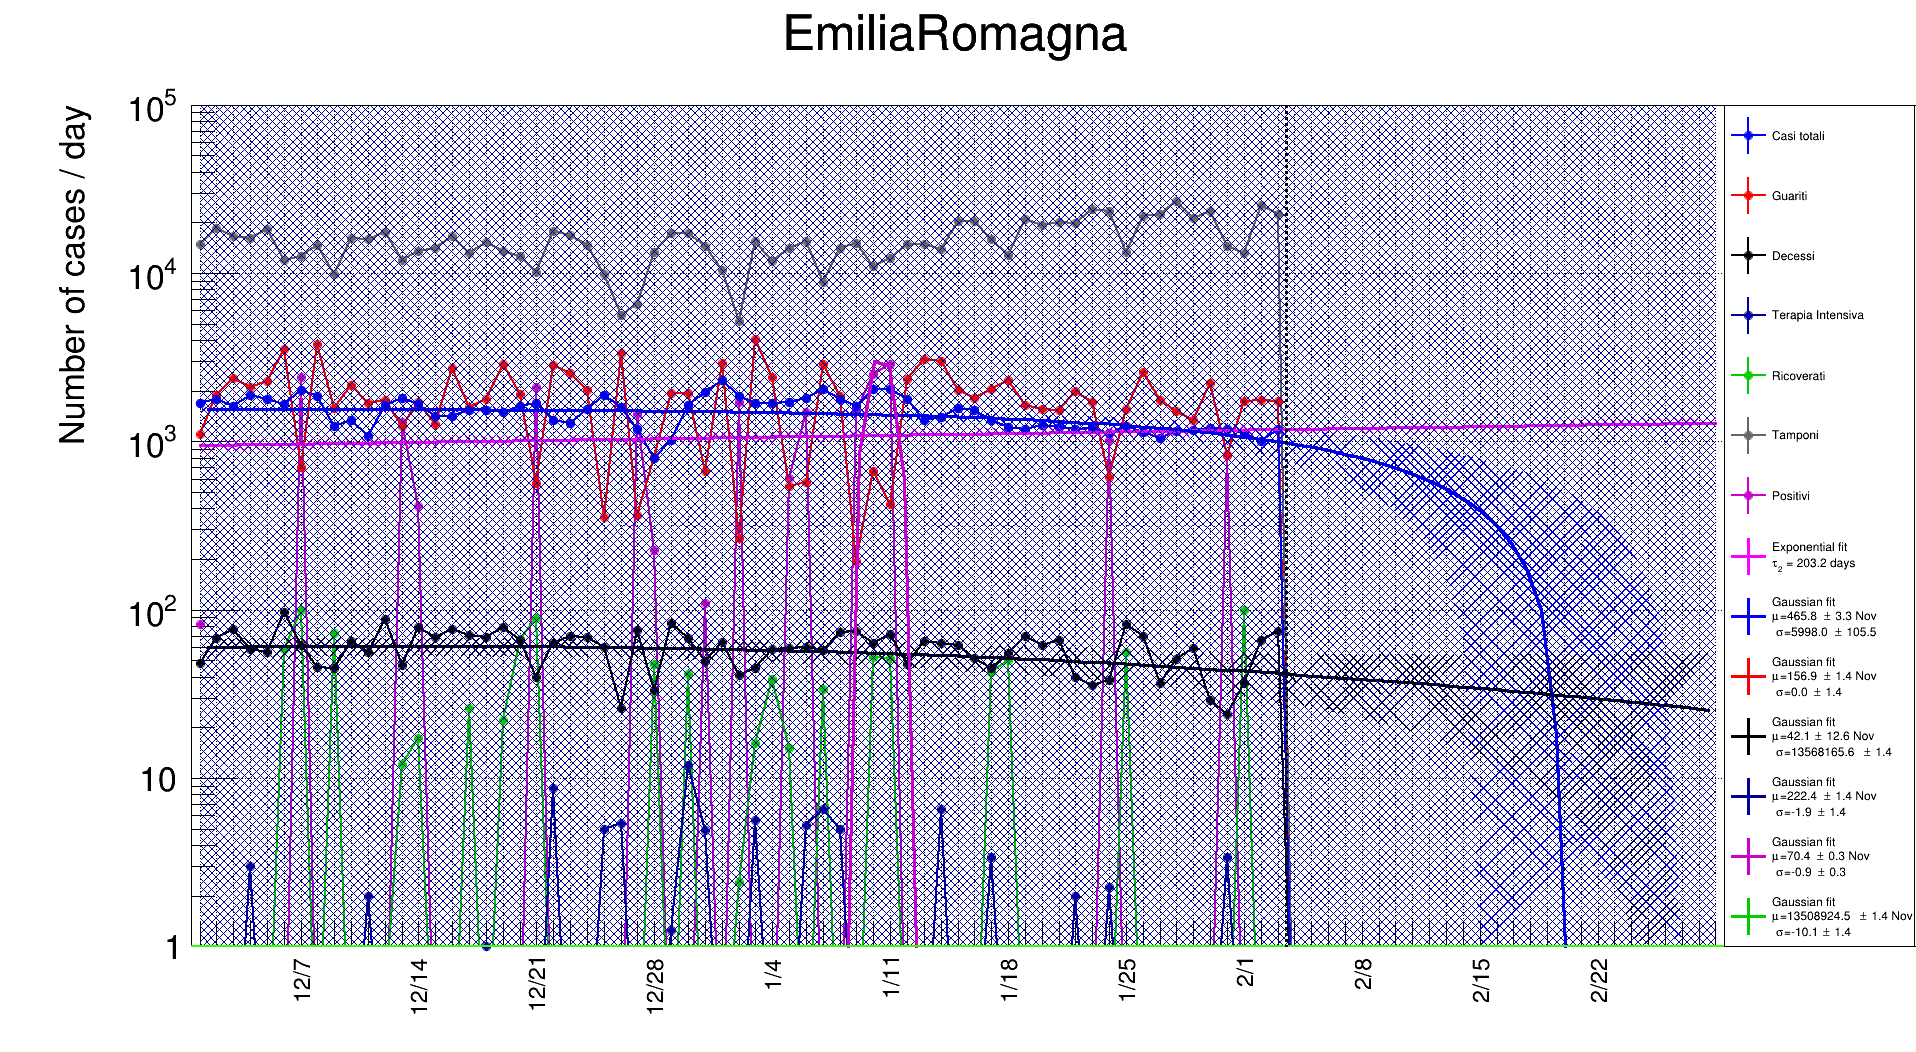 EmiliaRomagna
Number of cases / day
10^5
10^4
10^3
10^2
10
1
12/7
12/14
12/21
12/28
1/4
1/11
1/18
1/25
2/1
2/8
2/15
2/22
Casi totali
Guariti
Decessi
Terapia Intensiva
Ricoverati
Tamponi
Positivi
Exponential fit
τ_2 = 203.2 days
Gaussian fit
μ=465.8 ± 3.3 Nov
σ=5998.0 ± 105.5
Gaussian fit
μ=156.9 ± 1.4 Nov
σ=0.0 ± 1.4
Gaussian fit
μ=42.1 ± 12.6 Nov
σ=13568165.6 ± 1.4
Gaussian fit
μ=222.4 ± 1.4 Nov
σ=-1.9 ± 1.4
Gaussian fit
μ=70.4 ± 0.3 Nov
σ=-0.9 ± 0.3
Gaussian fit
μ=13508924.5 ± 1.4 Nov
σ=-10.1 ± 1.4